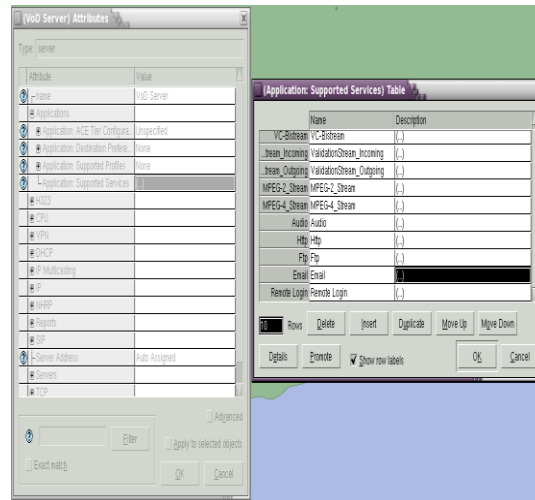 (VoD Server) Attributes
Type: server
Attribute Value
name VoD Server
Applications
Application: ACE Tier Configura... Unspecified
Application: Destination Prefere... None
Application: Supported Profiles None
Application: Supported Services (...)
H323
CPU
VPN
DHCP
IP Multicasting
IP
NHRP
Reports
SIP
Server Address Auto Assigned
Servers
TCP
Advanced
Filter
Apply to selected objects
Exact match
OK Cancel
(Application: Supported Services) Table
Name Description
VC-Bistream VC-Bistream (...)
...tream_Incoming ValidationStream_Incoming (...)
...tream_Outgoing ValidationStream_Outgoing (...)
MPEG-2_Stream MPEG-2_Stream (...)
MPEG-4_Stream MPEG-4_Stream (...)
Audio Audio (...)
Http Http (...)
Ftp Ftp (...)
Email Email (...)
Remote Login Remote Login (...)
10 Rows Delete Insert Duplicate Move Up Move Down
Details Promote Show row labels OK Cancel